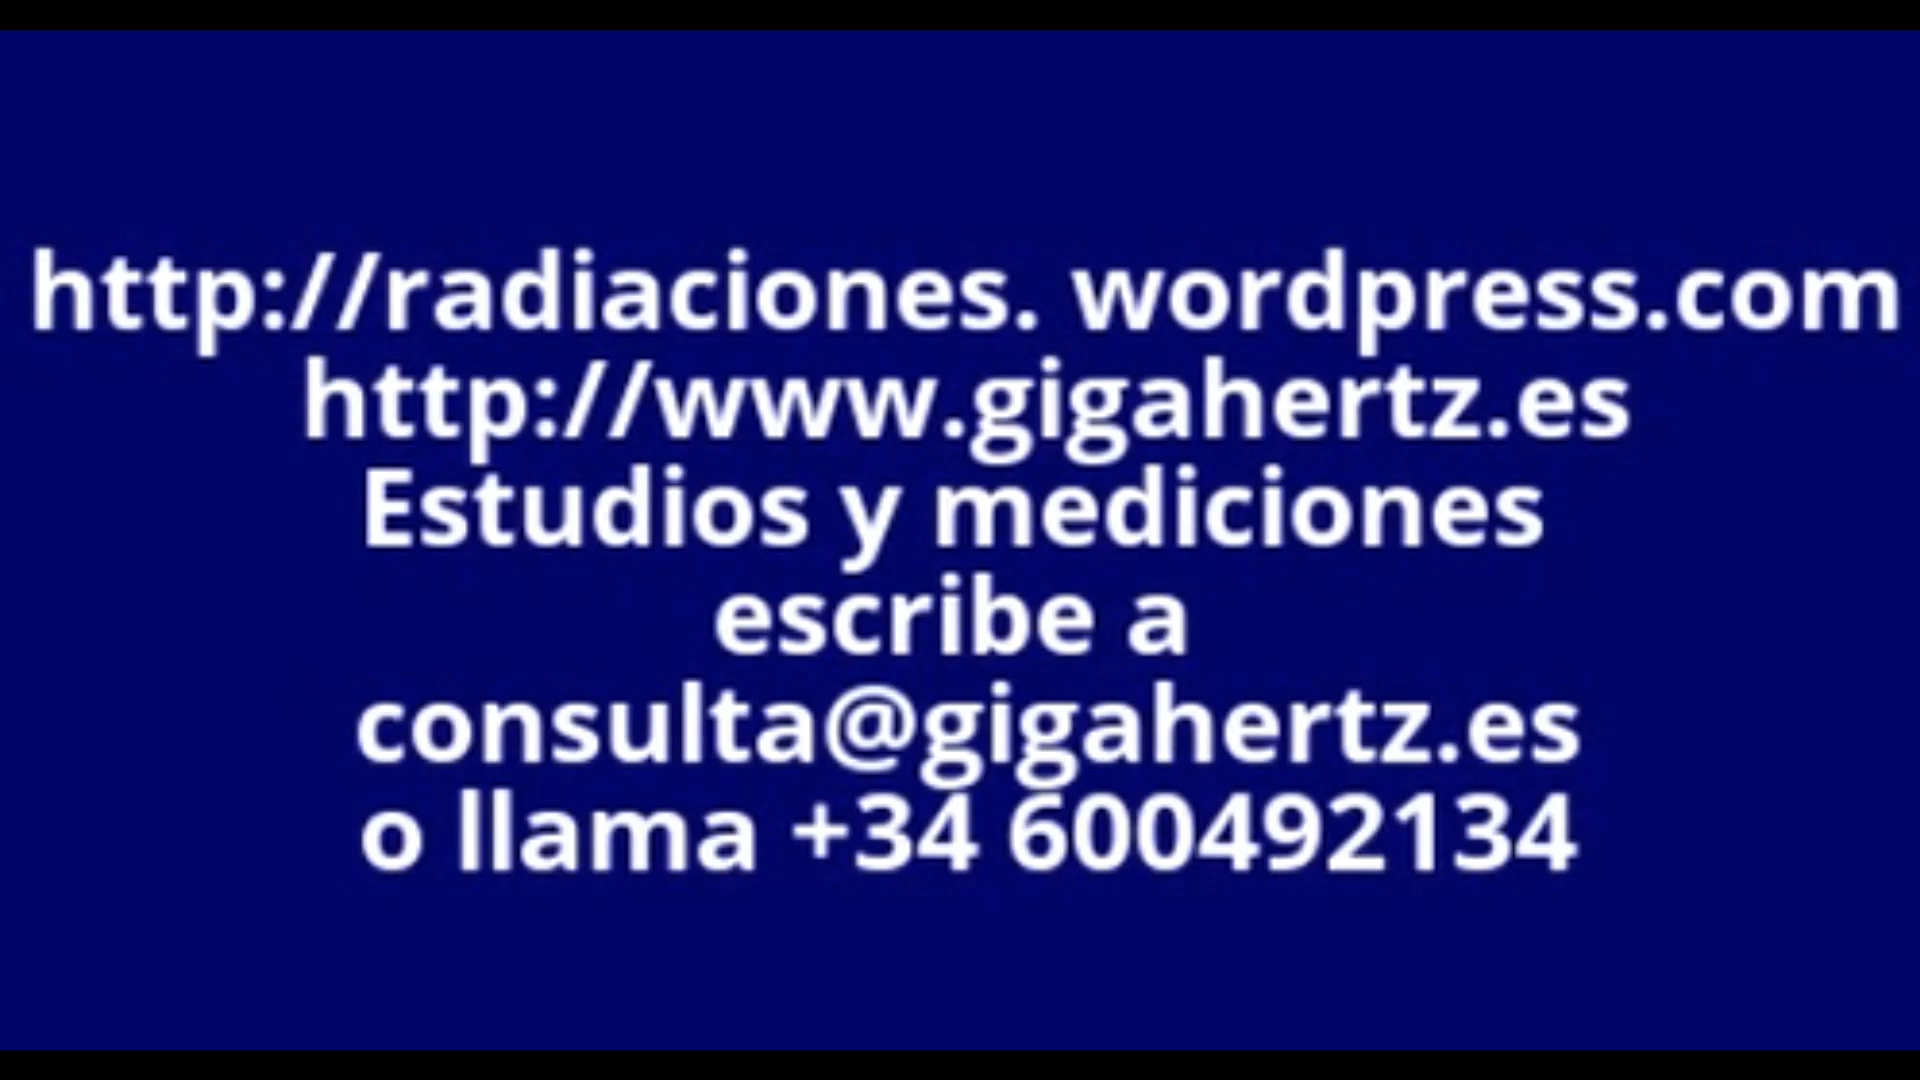 http://radiaciones. wordpress.com
http://www.gigahertz.es
Estudios y mediciones
escribe a
consulta@gigahertz.es
o llama +34 600492134